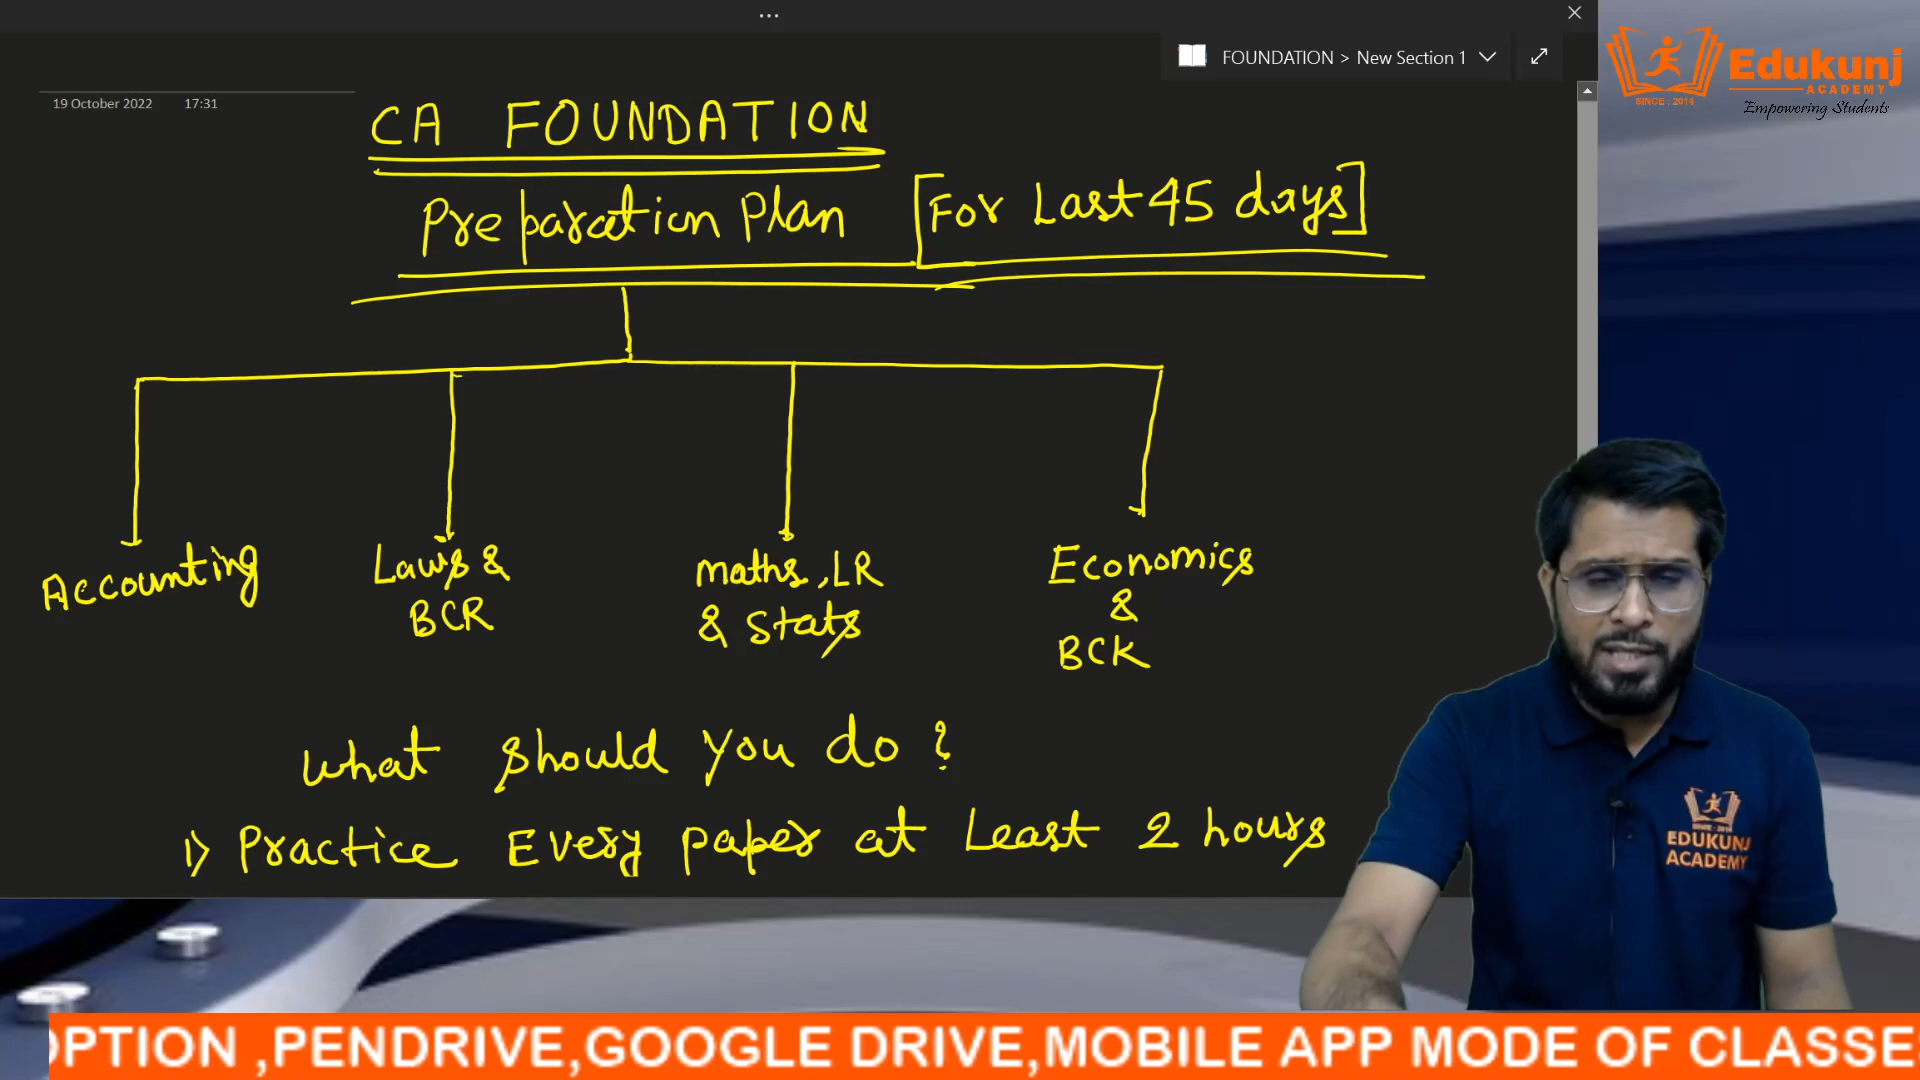 FOUNDATION > New Section 1
Edukunj
ACADEMY
SINCE : 2014
Empowering Students
19 October 2022 17:31
CA FOUNDATION
Preparation Plan [For Last 45 days]
Accounting
Laws &
BCR
Maths, LR
& Stats
Economics
&
BCK
What should you do ?
1) Practice Every paper at Least 2 hours
EDUKUNJ
ACADEMY
OPTION ,PENDRIVE,GOOGLE DRIVE,MOBILE APP MODE OF CLASSE